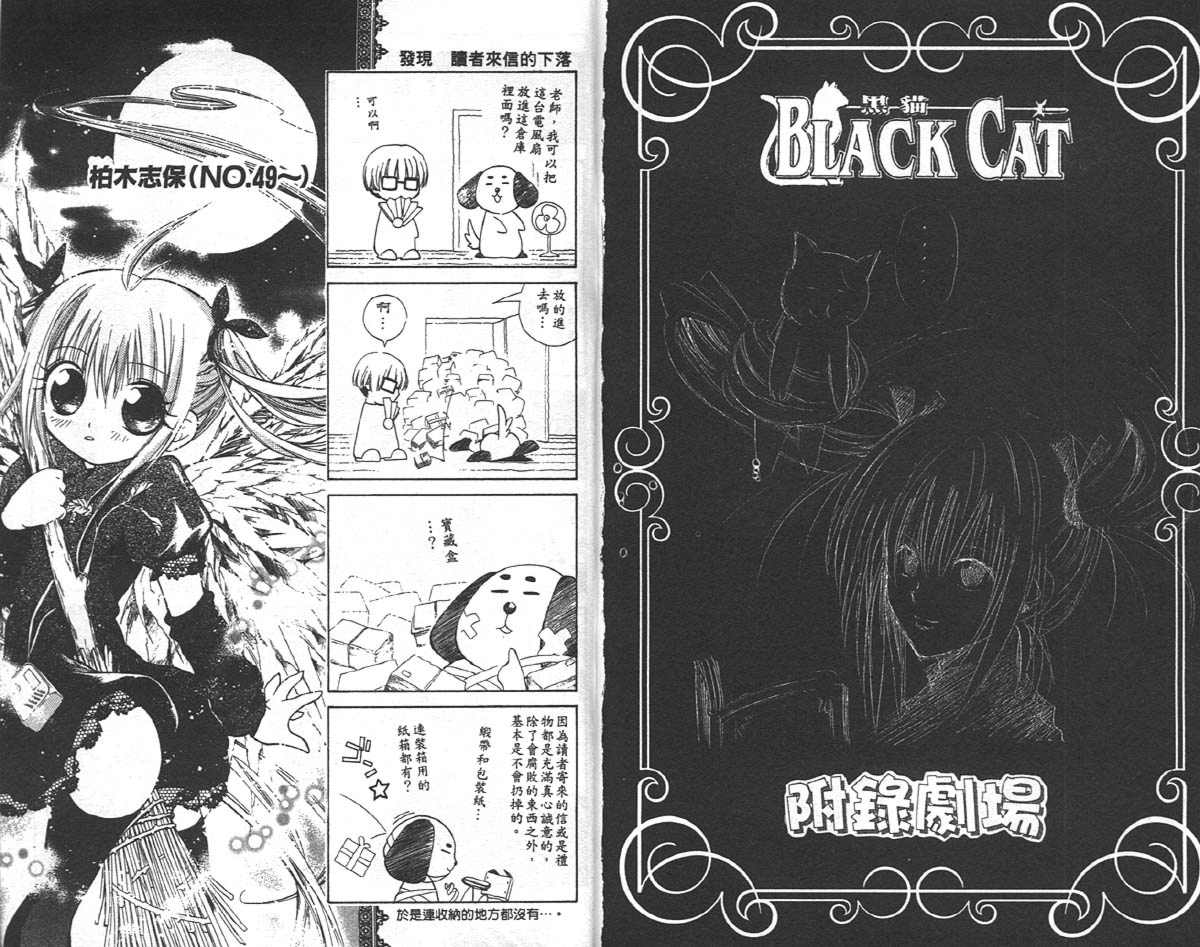 黑貓
BLACK CAT
…
附錄劇場
發現　讀者來信的下落
老師，我可以把
這台電風扇
放進這倉庫
裡面嗎？
可以啊
…
放的進
去嗎…
啊…
寶藏盒
…？
因為讀者寄來的信或是禮
物都是充滿真心誠意的，
除了會腐敗的東西之外，
基本是不會扔掉的。
緞帶和包裝紙…
連裝箱用的
紙箱都有？
ゴーン
於是連收納的地方都沒有…。
柏木志保(NO.49～)